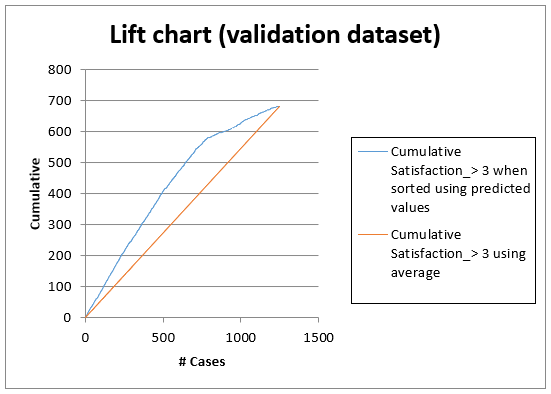 Lift chart (validation dataset)
800
700
600
500
400
300
200
100
0
Cumulative
0 500 1000 1500
# Cases
Cumulative
Satisfaction_> 3 when
sorted using predicted
values
Cumulative
Satisfaction_> 3 using
average